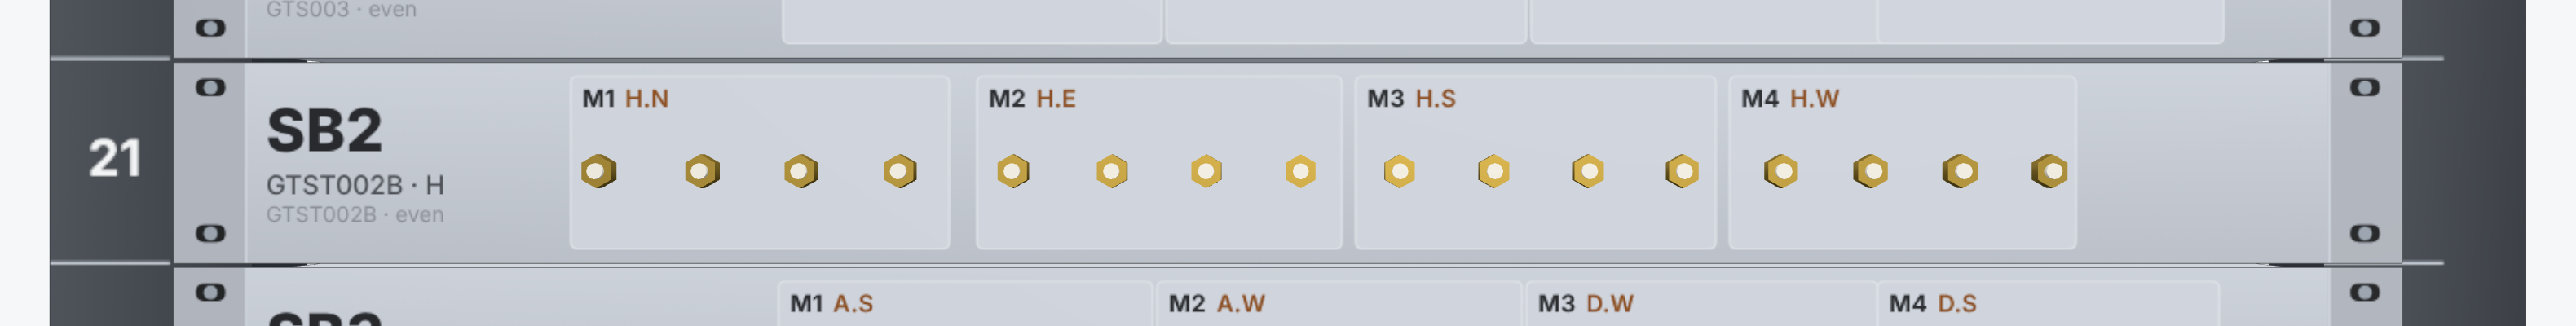 GTS003 · even
21
SB2
GTST002B · H
GTST002B · even
M1 H.N
M2 H.E
M3 H.S
M4 H.W
M1 A.S
M2 A.W
M3 D.W
M4 D.S